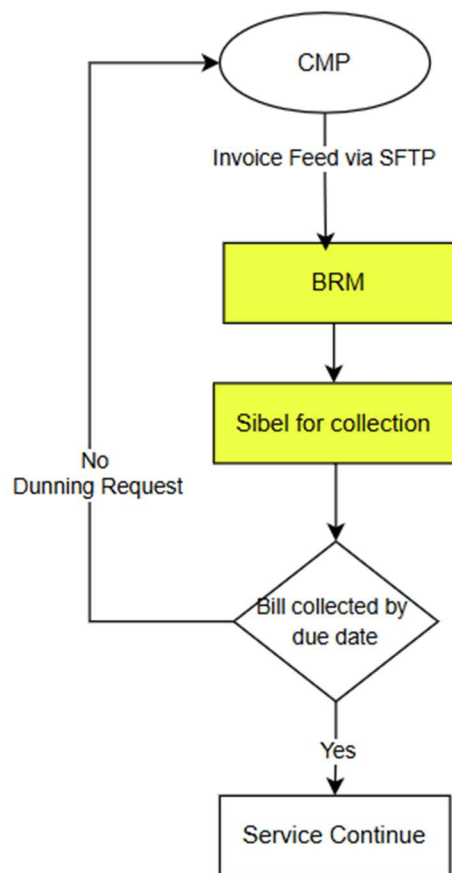 CMP
Invoice Feed via SFTP
BRM
Sibel for collection
No
Dunning Request
Bill collected by
due date
Yes
Service Continue